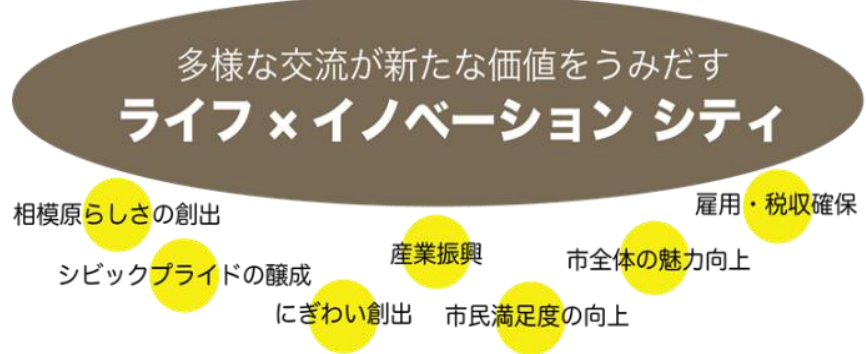 多様な交流が新たな価値をうみだす
ライフ × イノベーション シティ
相模原らしさの創出
シビックプライドの醸成
にぎわい創出
産業振興
市民満足度の向上
市全体の魅力向上
雇用・税収確保